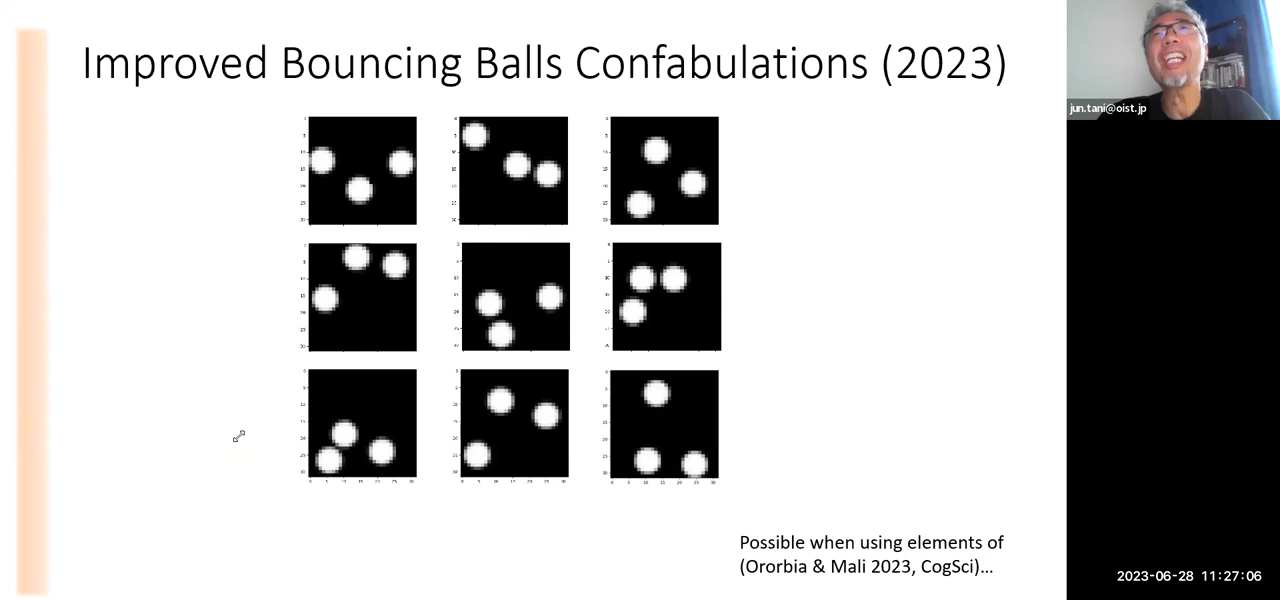 Improved Bouncing Balls Confabulations (2023)
jun.tani@oist.jp
Possible when using elements of
(Ororbia & Mali 2023, CogSci)…
2023-06-28 11:27:06